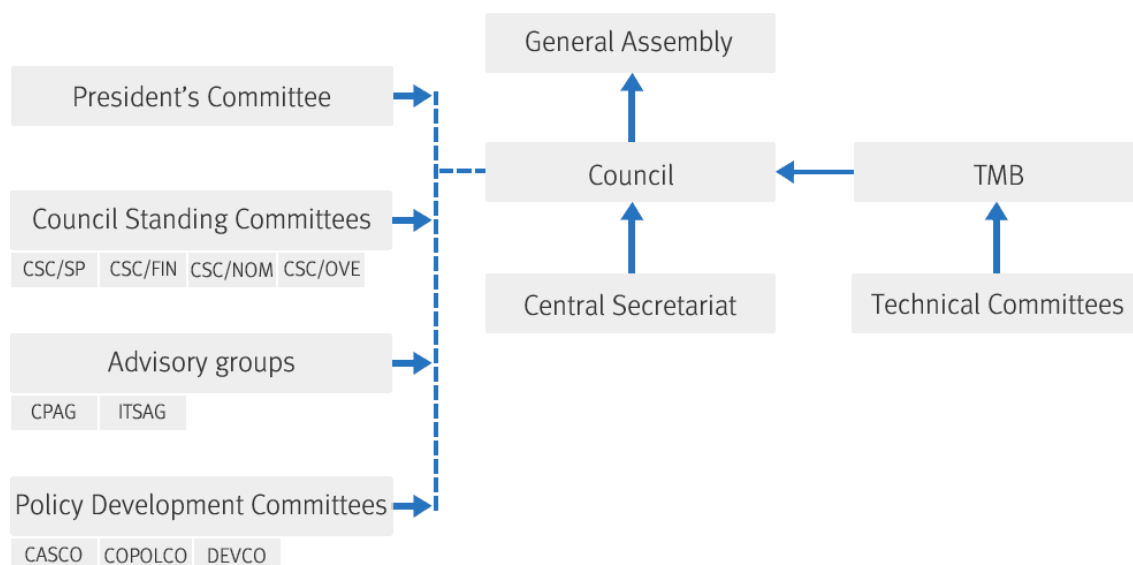 General Assembly
President’s Committee
Council
TMB
Council Standing Committees
CSC/SP
CSC/FIN
CSC/NOM
CSC/OVE
Central Secretariat
Technical Committees
Advisory groups
CPAG
ITSAG
Policy Development Committees
CASCO
COPOLCO
DEVCO